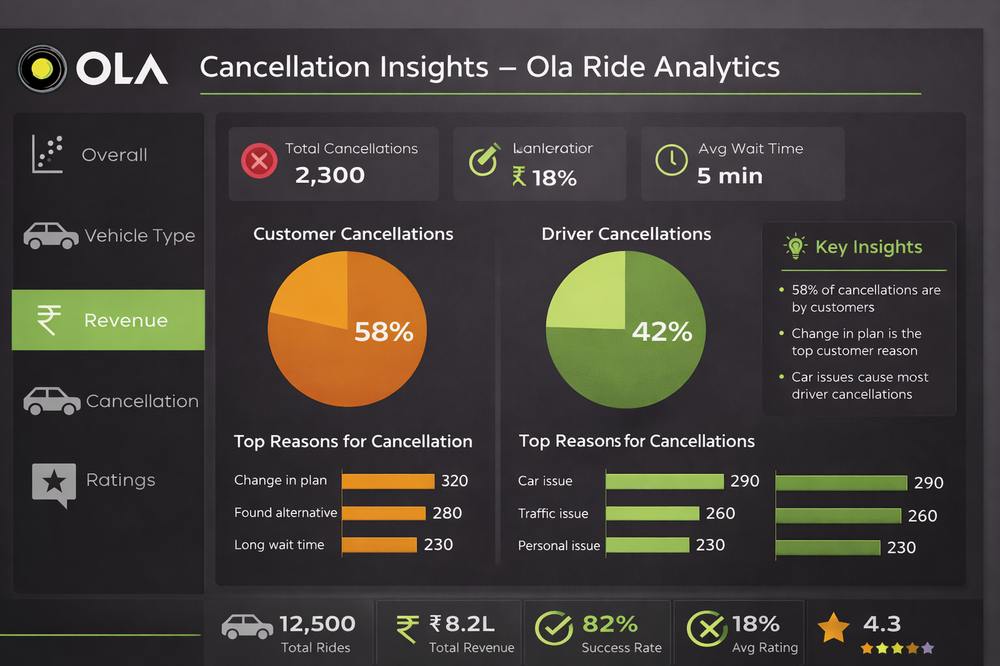 OLA
Cancellation Insights – Ola Ride Analytics
Overall
Vehicle Type
₹ Revenue
Cancellation
Ratings
Total Cancellations
2,300
₹ 18%
Avg Wait Time
5 min
Customer Cancellations
58%
Driver Cancellations
42%
Key Insights
• 58% of cancellations are
by customers
• Change in plan is the
top customer reason
• Car issues cause most
driver cancellations
Top Reasons for Cancellation
Change in plan 320
Found alternative 280
Long wait time 230
Top Reasons for Cancellations
Car issue 290 290
Traffic issue 260 260
Personal issue 230 230
12,500
Total Rides
₹ ₹8.2L
Total Revenue
82%
Success Rate
18%
Avg Rating
4.3